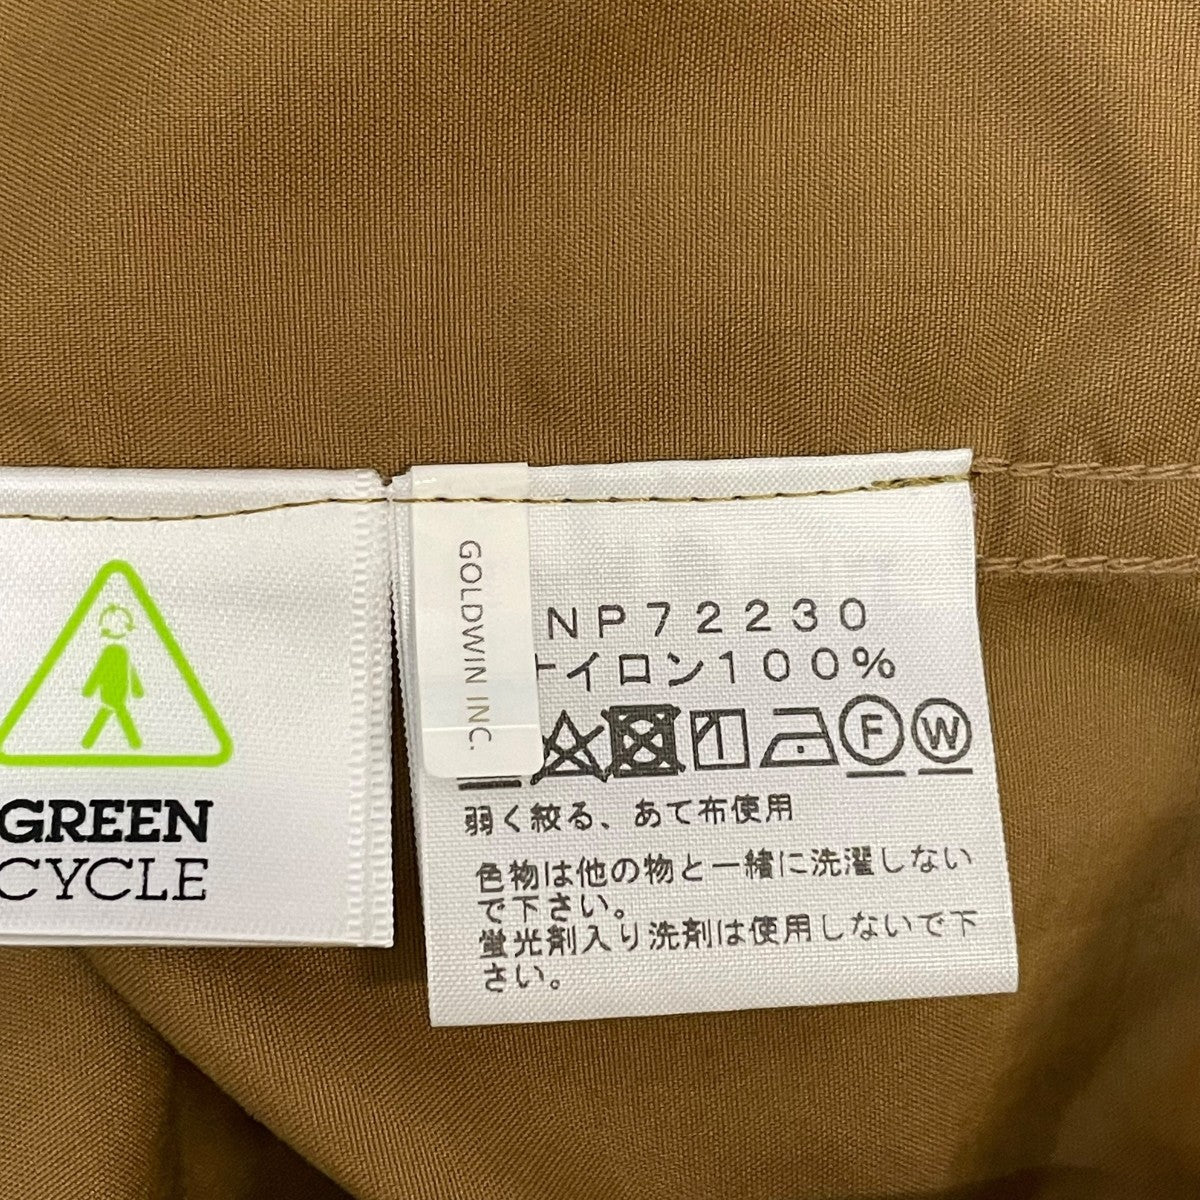 GREEN
CYCLE
GOLDWIN INC.
NP72230
ナイロン100%
F W
弱く絞る、あて布使用
色物は他の物と一緒に洗濯しない
で下さい。
蛍光剤入り洗剤は使用しないで下
さい。